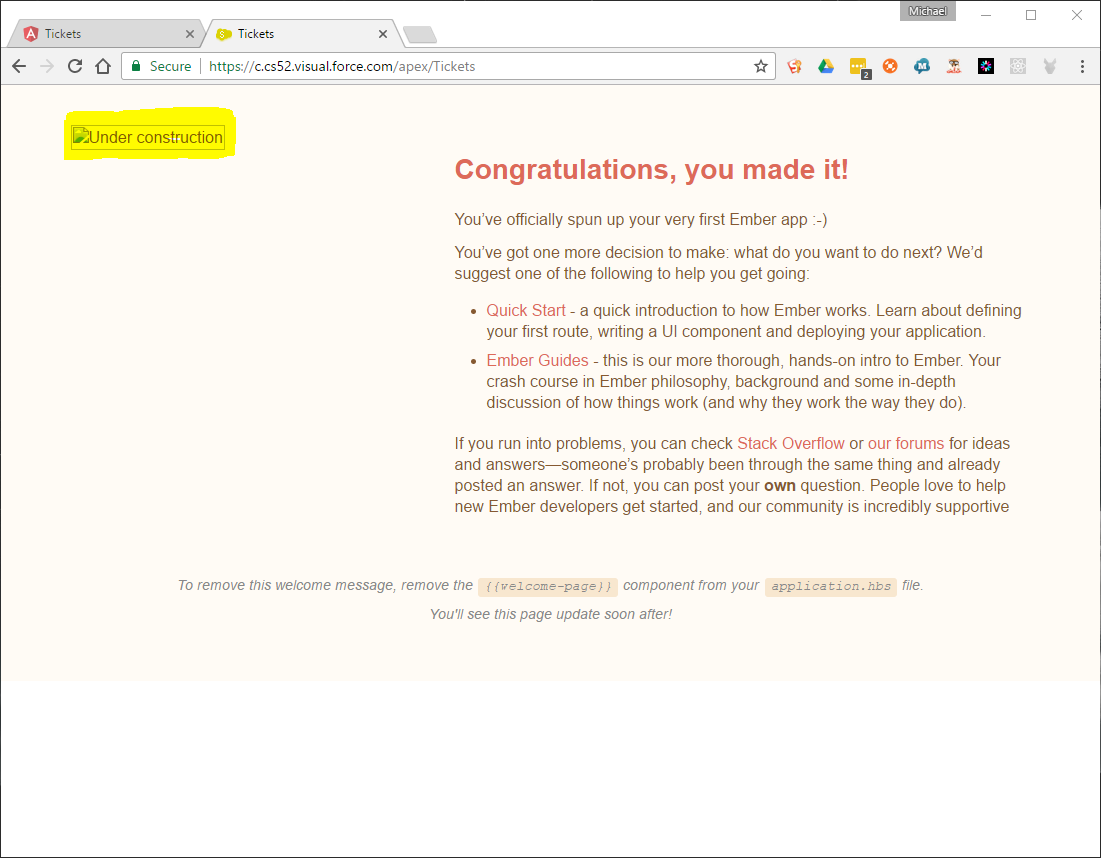 Michael
Tickets
Tickets
Secure https://c.cs52.visual.force.com/apex/Tickets
2
Under construction
Congratulations, you made it!
You’ve officially spun up your very first Ember app :-)
You’ve got one more decision to make: what do you want to do next? We’d
suggest one of the following to help you get going:
Quick Start - a quick introduction to how Ember works. Learn about defining
your first route, writing a UI component and deploying your application.
Ember Guides - this is our more thorough, hands-on intro to Ember. Your
crash course in Ember philosophy, background and some in-depth
discussion of how things work (and why they work the way they do).
If you run into problems, you can check Stack Overflow or our forums for ideas
and answers—someone’s probably been through the same thing and already
posted an answer. If not, you can post your own question. People love to help
new Ember developers get started, and our community is incredibly supportive
To remove this welcome message, remove the {{welcome-page}} component from your application.hbs file.
You'll see this page update soon after!